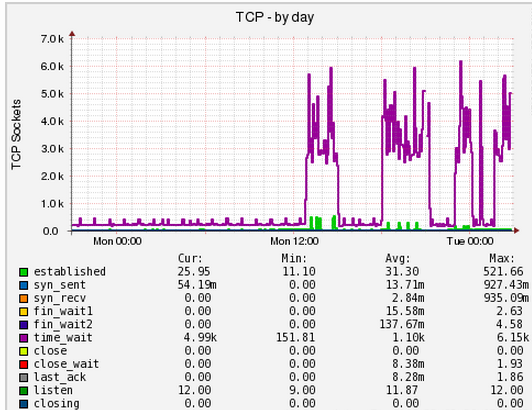 TCP - by day
7.0k
6.0k
5.0k
4.0k
3.0k
2.0k
1.0k
0.0
TCP Sockets
Mon 00:00 Mon 12:00 Tue 00:00
Cur: Min: Avg: Max:
established 25.95 11.10 31.30 521.66
syn_sent 54.19m 0.00 13.71m 927.43m
syn_recv 0.00 0.00 2.84m 935.09m
fin_wait1 0.00 0.00 15.58m 2.63
fin_wait2 0.00 0.00 137.67m 4.58
time_wait 4.99k 151.81 1.10k 6.15k
close 0.00 0.00 0.00 0.00
close_wait 0.00 0.00 8.38m 1.93
last_ack 0.00 0.00 8.28m 1.86
listen 12.00 9.00 11.87 12.00
closing 0.00 0.00 0.00 0.00